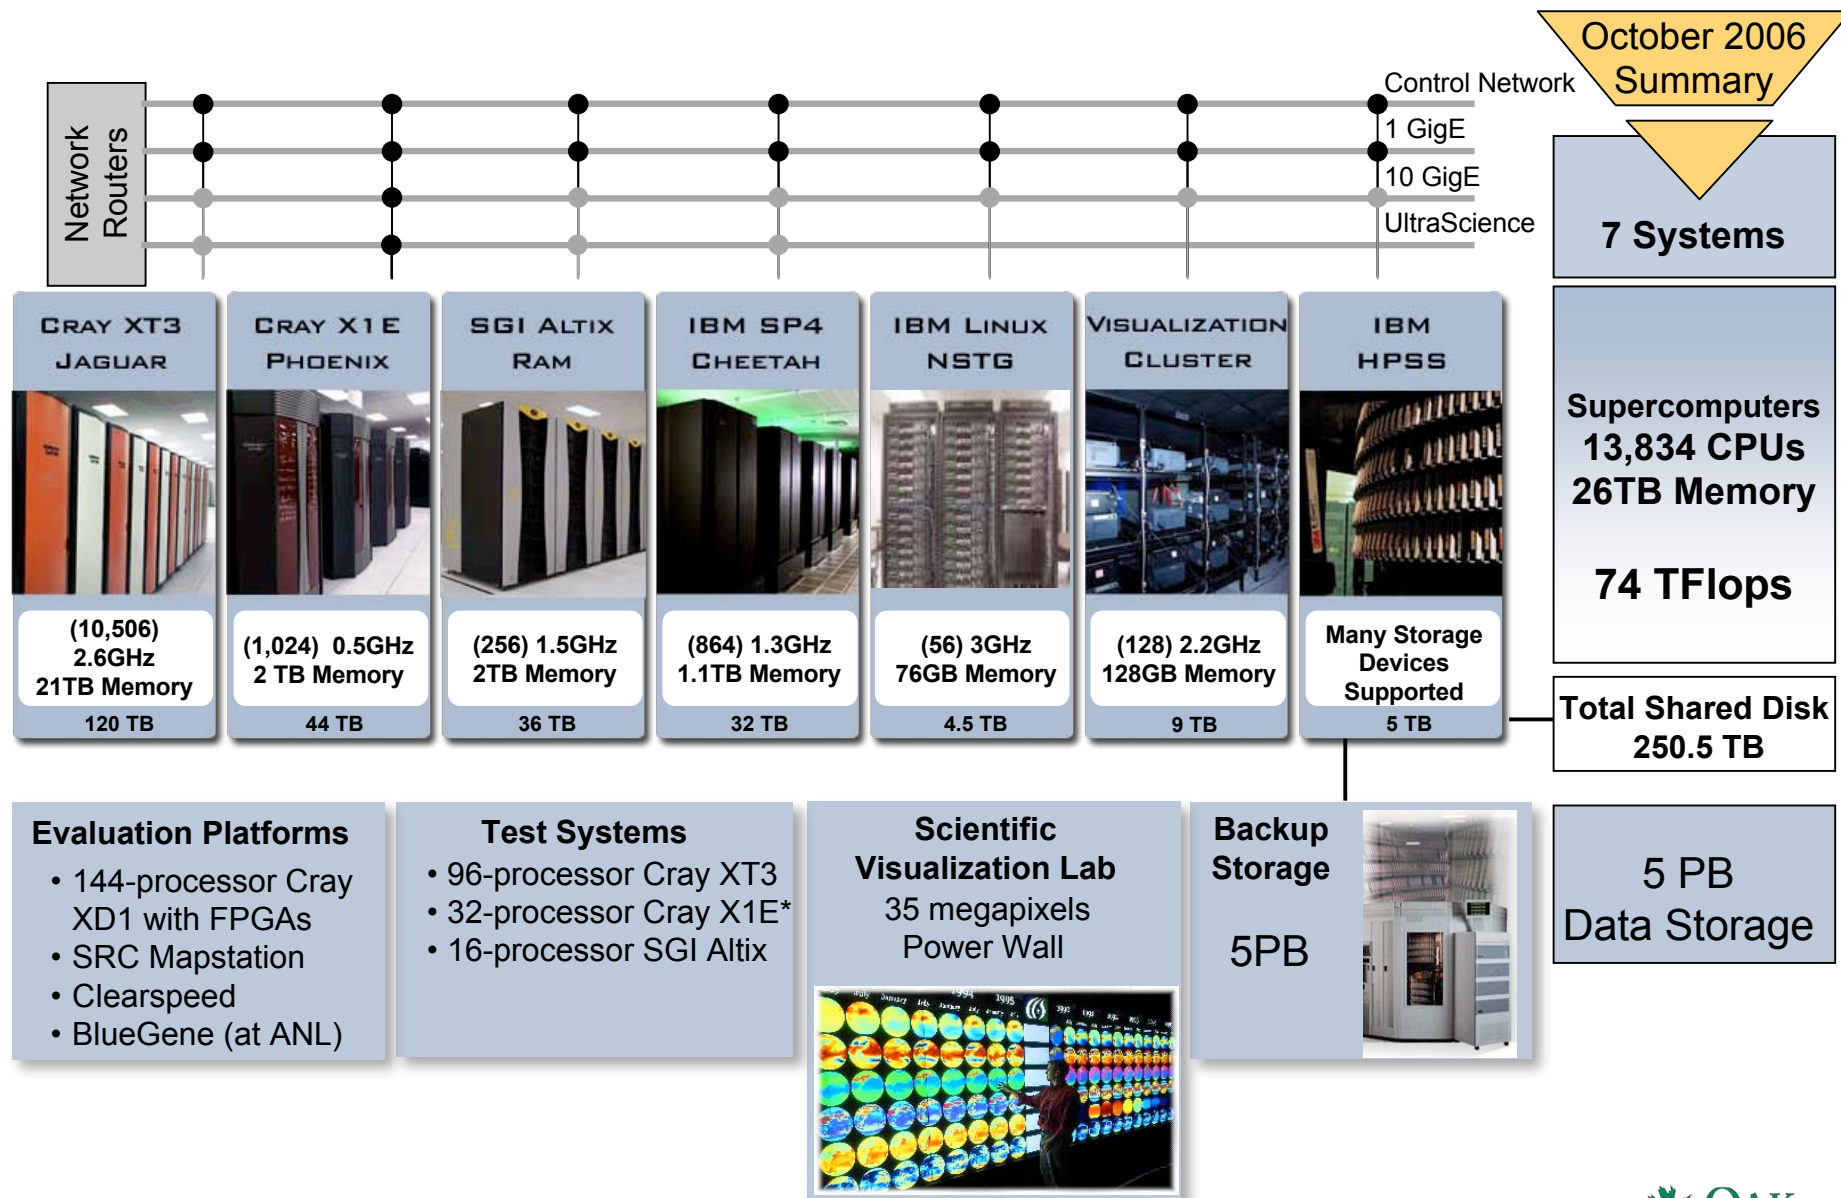 October 2006
Summary
Control Network
1 GigE
10 GigE
UltraScience
Network
Routers
7 Systems
CRAY XT3
JAGUAR
CRAY X1E
PHOENIX
SGI ALTIX
RAM
IBM SP4
CHEETAH
IBM LINUX
NSTG
VISUALIZATION
CLUSTER
IBM
HPSS
(10,506)
2.6GHz
21TB Memory
120 TB
(1,024) 0.5GHz
2 TB Memory
44 TB
(256) 1.5GHz
2TB Memory
36 TB
(864) 1.3GHz
1.1TB Memory
32 TB
(56) 3GHz
76GB Memory
4.5 TB
(128) 2.2GHz
128GB Memory
9 TB
Many Storage
Devices
Supported
5 TB
Supercomputers
13,834 CPUs
26TB Memory
74 TFlops
Total Shared Disk
250.5 TB
Evaluation Platforms
• 144-processor Cray
XD1 with FPGAs
• SRC Mapstation
• Clearspeed
• BlueGene (at ANL)
Test Systems
• 96-processor Cray XT3
• 32-processor Cray X1E*
• 16-processor SGI Altix
Scientific
Visualization Lab
35 megapixels
Power Wall
July January July 1994 1995
Backup
Storage
5PB
5 PB
Data Storage
OAK